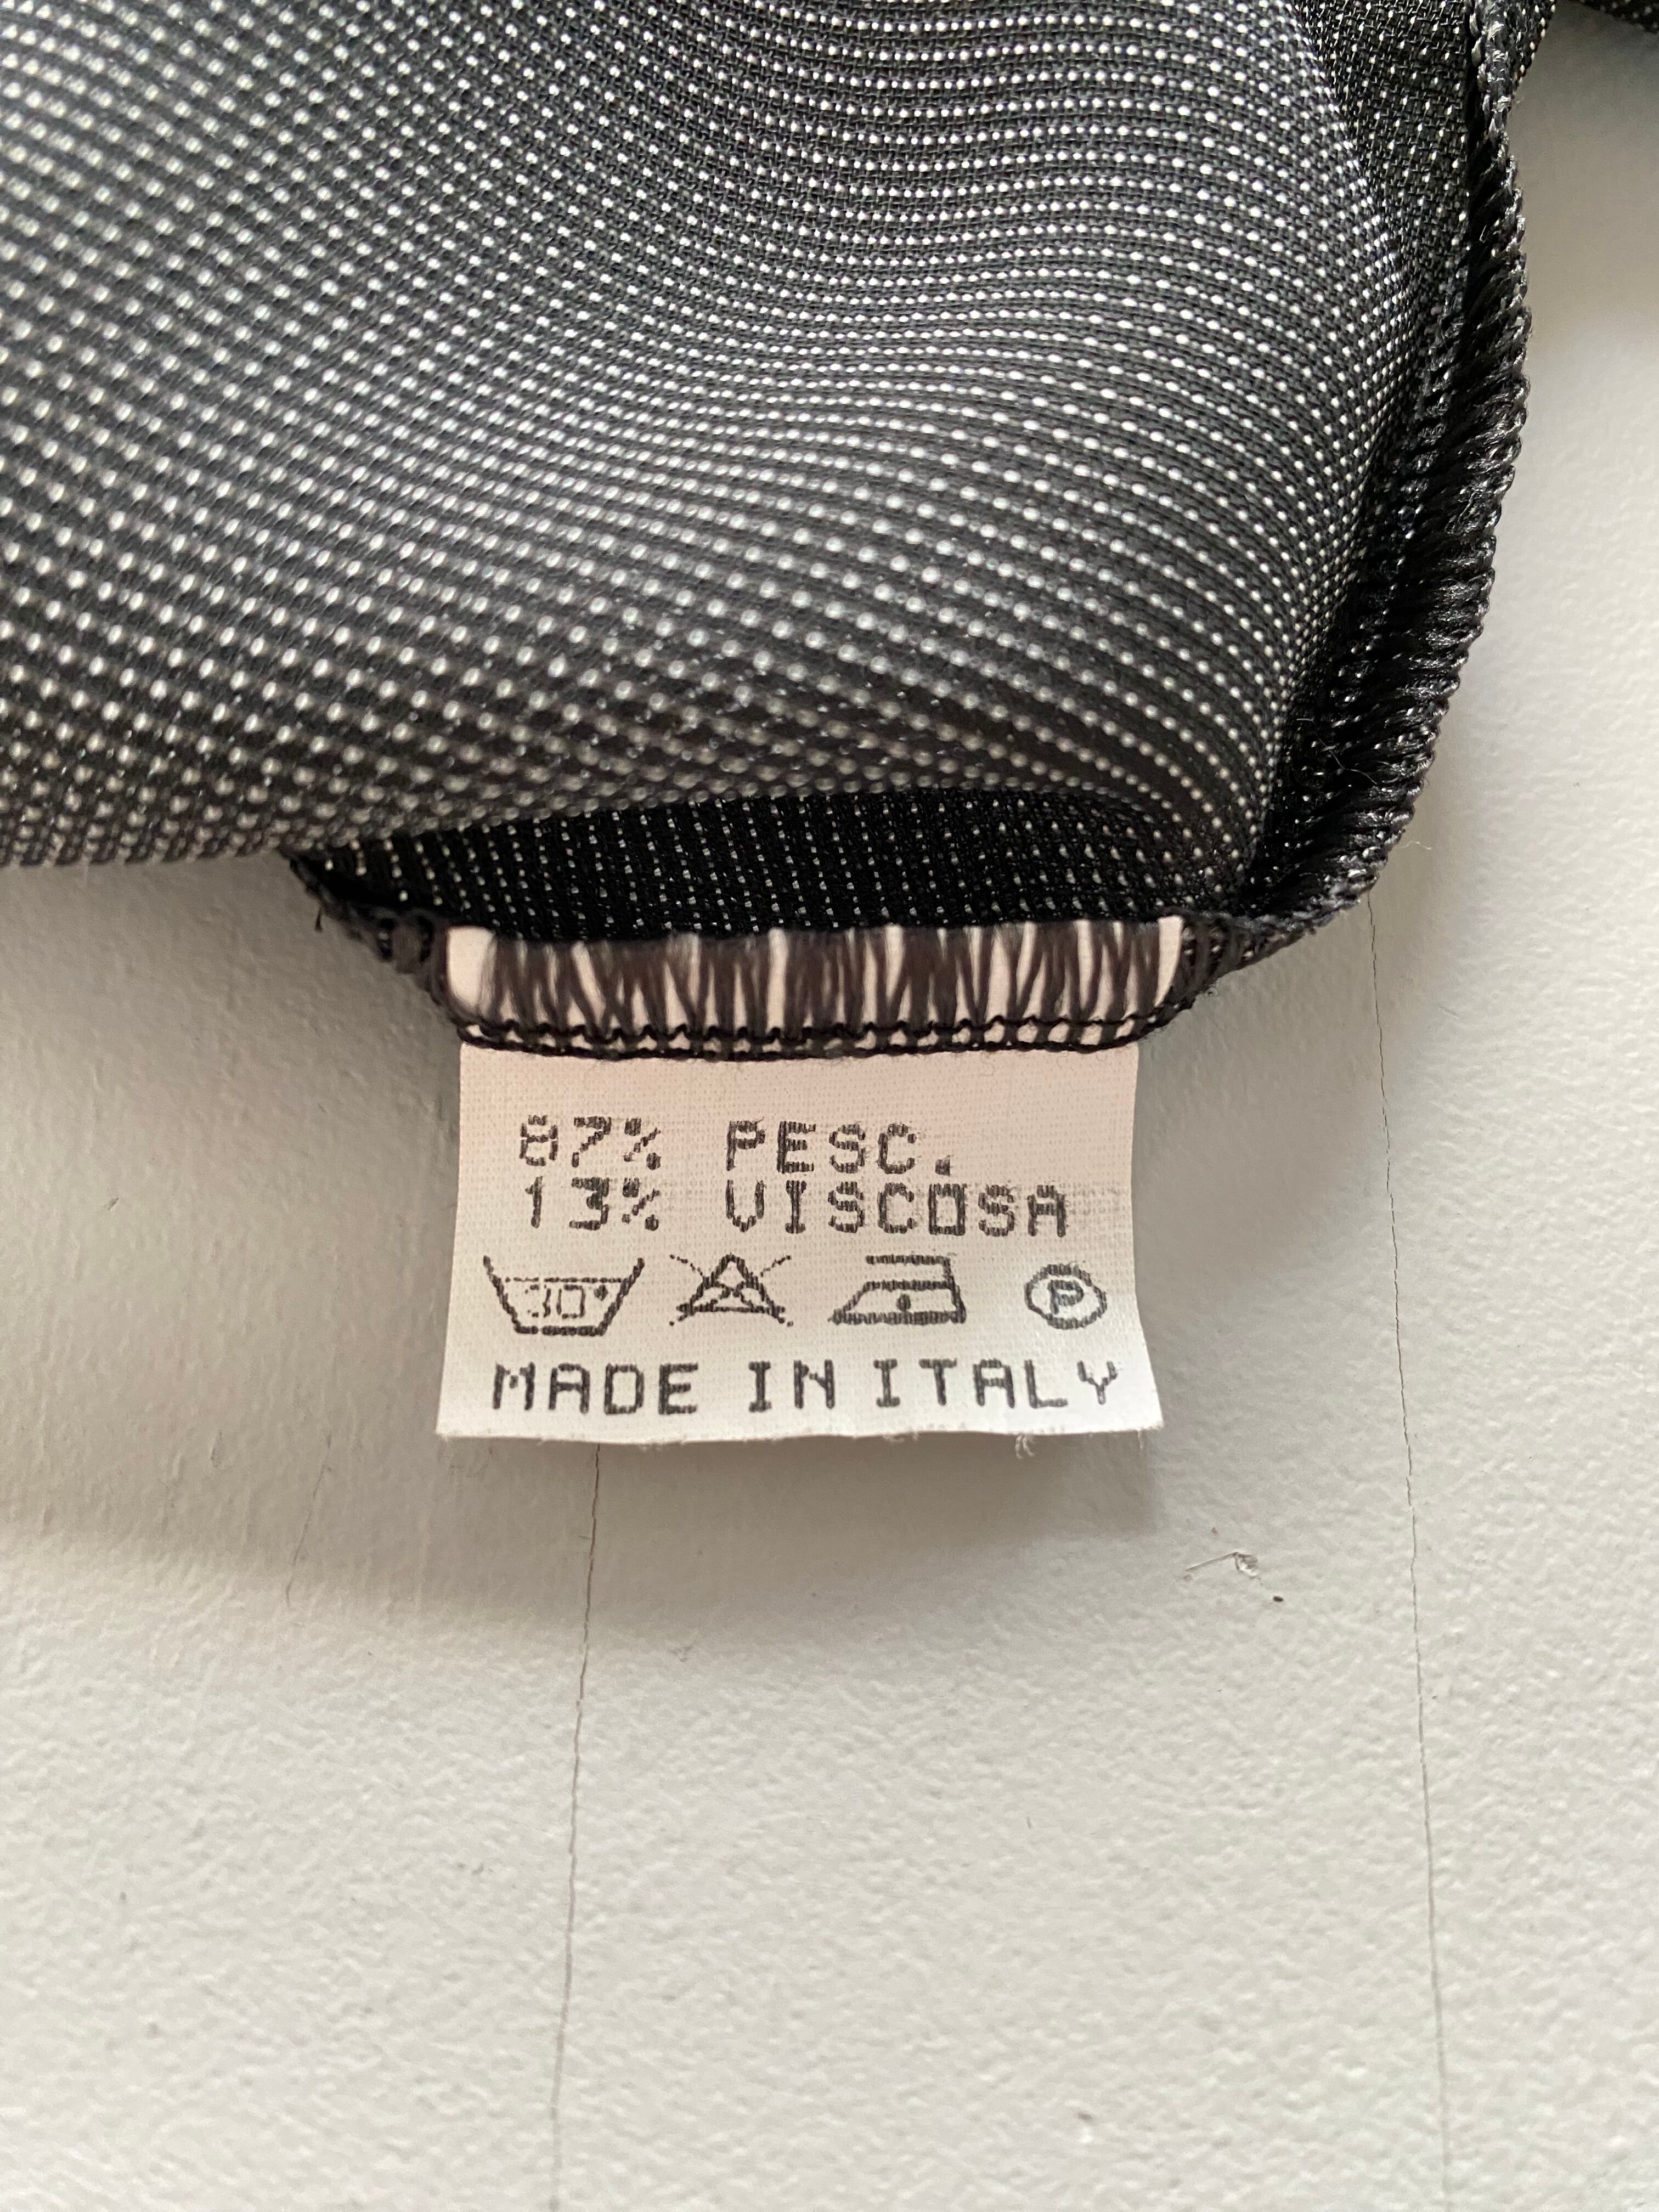 87% PESC.
13% VISCOSA
30° P
MADE IN ITALY